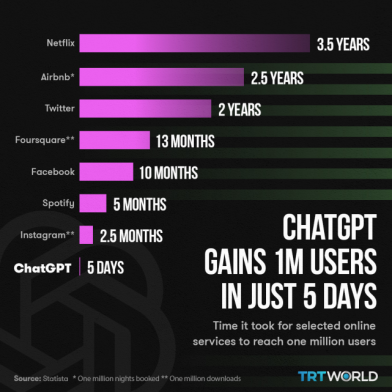 Netflix 3.5 YEARS
Airbnb* 2.5 YEARS
Twitter 2 YEARS
Foursquare** 13 MONTHS
Facebook 10 MONTHS
Spotify 5 MONTHS
Instagram** 2.5 MONTHS
ChatGPT 5 DAYS
CHATGPT
GAINS 1M USERS
IN JUST 5 DAYS
Time it took for selected online
services to reach one million users
Source: Statista * One million nights booked ** One million downloads
TRTWORLD